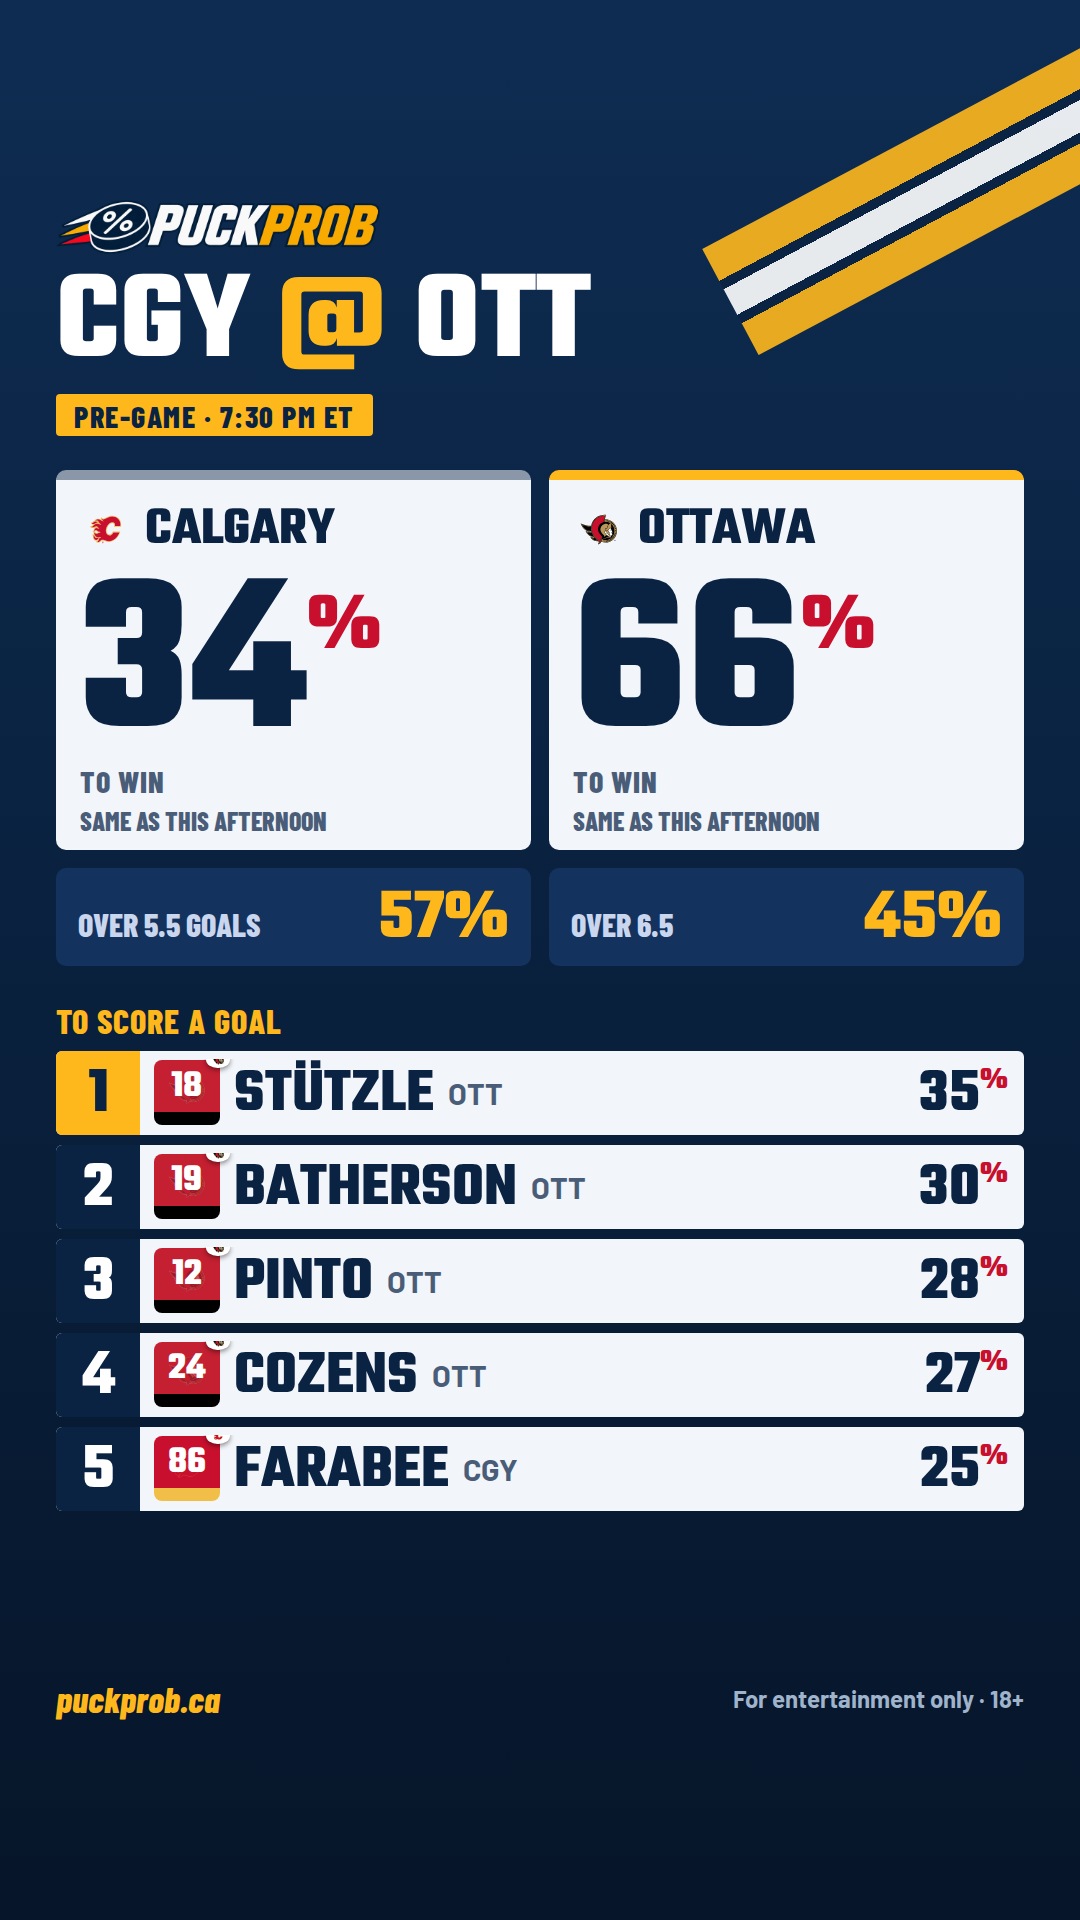 %PUCKPROB
CGY @ OTT
PRE-GAME · 7:30 PM ET
C CALGARY
34%
TO WIN
SAME AS THIS AFTERNOON
OTTAWA
66%
TO WIN
SAME AS THIS AFTERNOON
OVER 5.5 GOALS 57%
OVER 6.5 45%
TO SCORE A GOAL
1 18 STÜTZLE OTT 35%
2 19 BATHERSON OTT 30%
3 12 PINTO OTT 28%
4 24 COZENS OTT 27%
5 86 FARABEE CGY 25%
puckprob.ca
For entertainment only · 18+